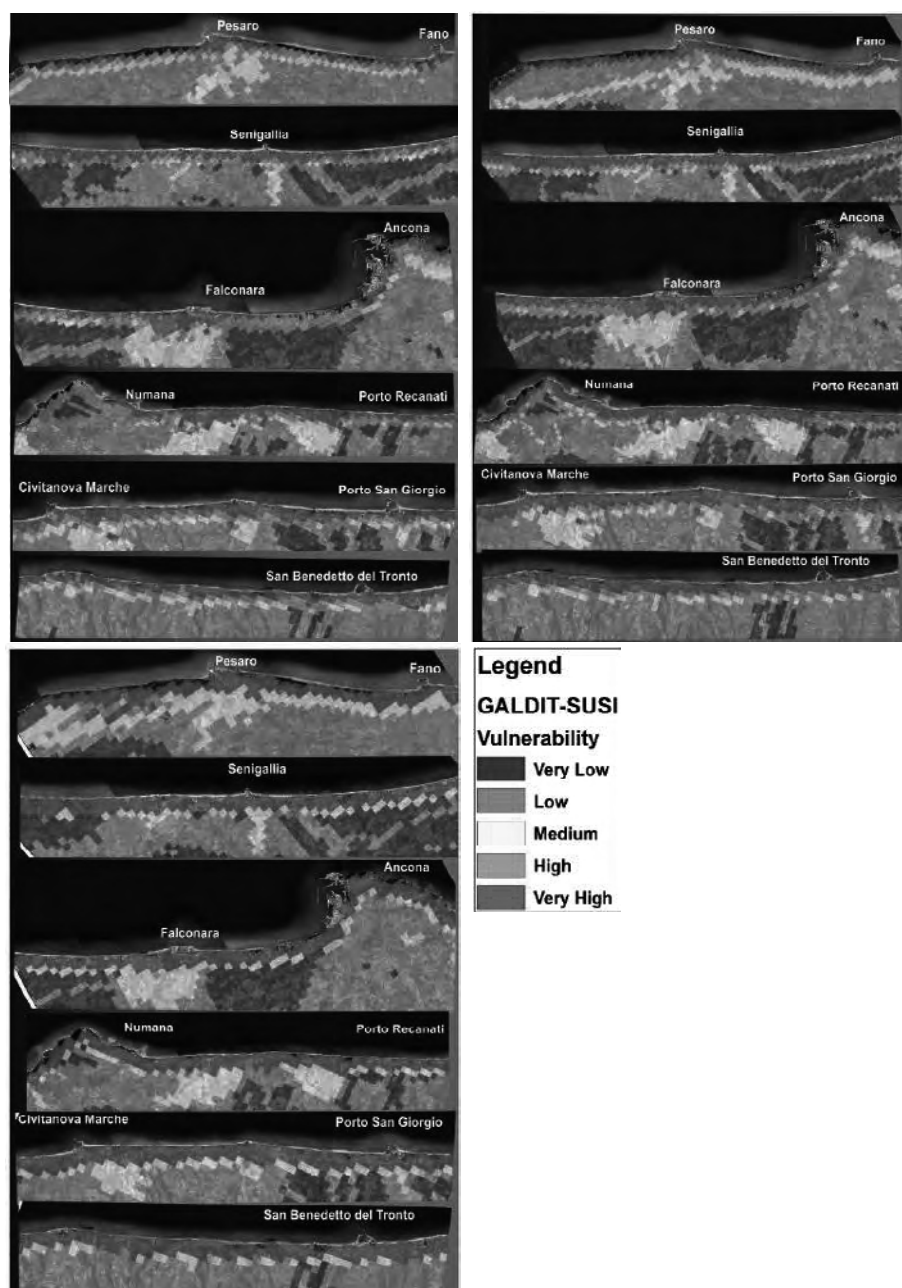 Pesaro
Fano
Senigallia
Ancona
Falconara
Numana
Porto Recanati
Civitanova Marche
Porto San Giorgio
San Benedetto del Tronto
Pesaro
Fano
Senigallia
Ancona
Falconara
Numana
Porto Recanati
Civitanova Marche
Porto San Giorgio
San Benedetto del Tronto
Pesaro
Fano
Senigallia
Ancona
Falconara
Numana
Porto Recanati
Civitanova Marche
Porto San Giorgio
San Benedetto del Tronto
Legend
GALDIT-SUSI
Vulnerability
Very Low
Low
Medium
High
Very High